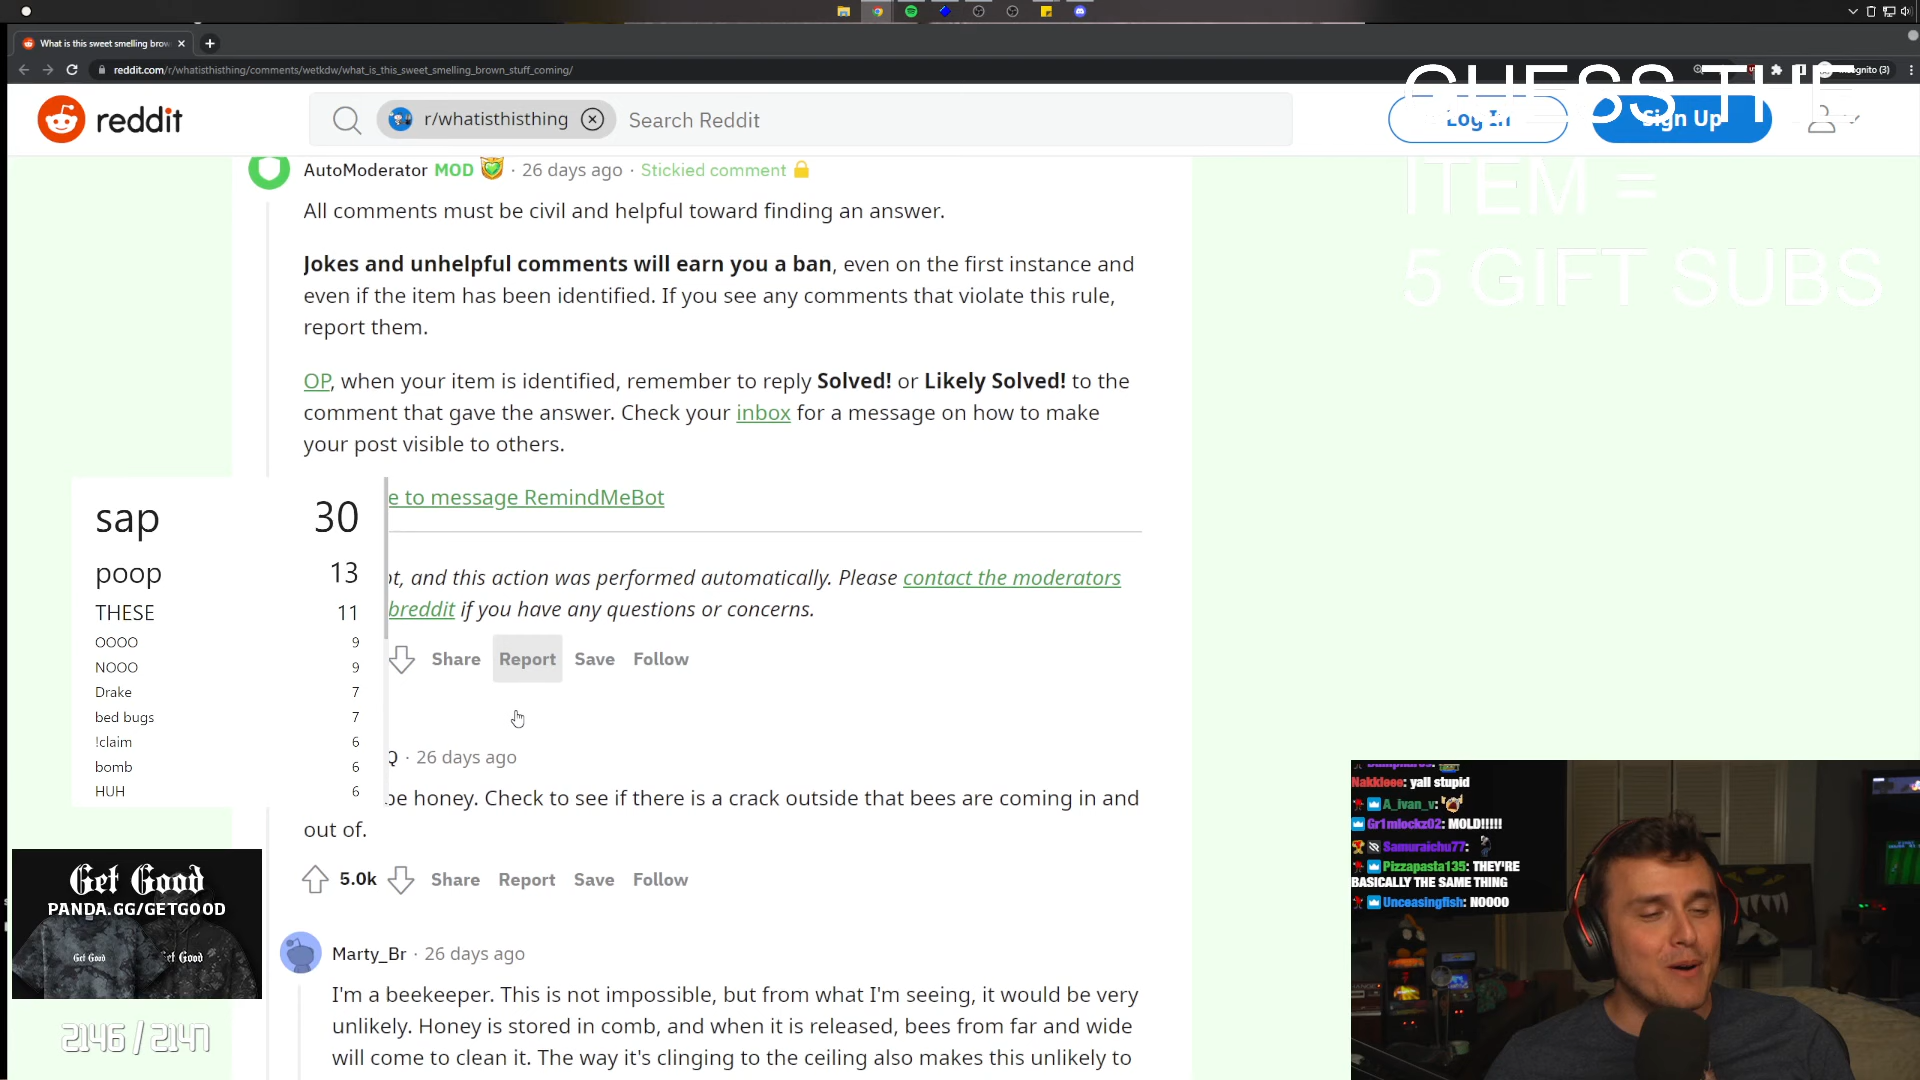 What is this sweet smelling brow
reddit.com/r/whatisthisthing/comments/wetkdw/what_is_this_sweet_smelling_brown_stuff_coming/
Incognito (3)
reddit
r/whatisthisthing
Search Reddit
Log In
Sign Up
GUESS THE
ITEM =
5 GIFT SUBS
AutoModerator MOD · 26 days ago · Stickied comment
All comments must be civil and helpful toward finding an answer.
Jokes and unhelpful comments will earn you a ban, even on the first instance and
even if the item has been identified. If you see any comments that violate this rule,
report them.
OP, when your item is identified, remember to reply Solved! or Likely Solved! to the
comment that gave the answer. Check your inbox for a message on how to make
your post visible to others.
e to message RemindMeBot
ot, and this action was performed automatically. Please contact the moderators
breddit if you have any questions or concerns.
Share Report Save Follow
sap 30
poop 13
THESE 11
OOOO 9
NOOO 9
Drake 7
bed bugs 7
!claim 6
bomb 6
HUH 6
Q · 26 days ago
be honey. Check to see if there is a crack outside that bees are coming in and
out of.
5.0k Share Report Save Follow
Marty_Br · 26 days ago
I'm a beekeeper. This is not impossible, but from what I'm seeing, it would be very
unlikely. Honey is stored in comb, and when it is released, bees from far and wide
will come to clean it. The way it's clinging to the ceiling also makes this unlikely to
Get Good
PANDA.GG/GETGOOD
Get Good
Get Good
2146 / 2147
Nakkleee: yall stupid
A_ivan_v:
Gr1mlockz02: MOLD!!!!!
Samuraichu77:
Pizzapasta135: THEY'RE
BASICALLY THE SAME THING
Unceasingfish: NOOOO